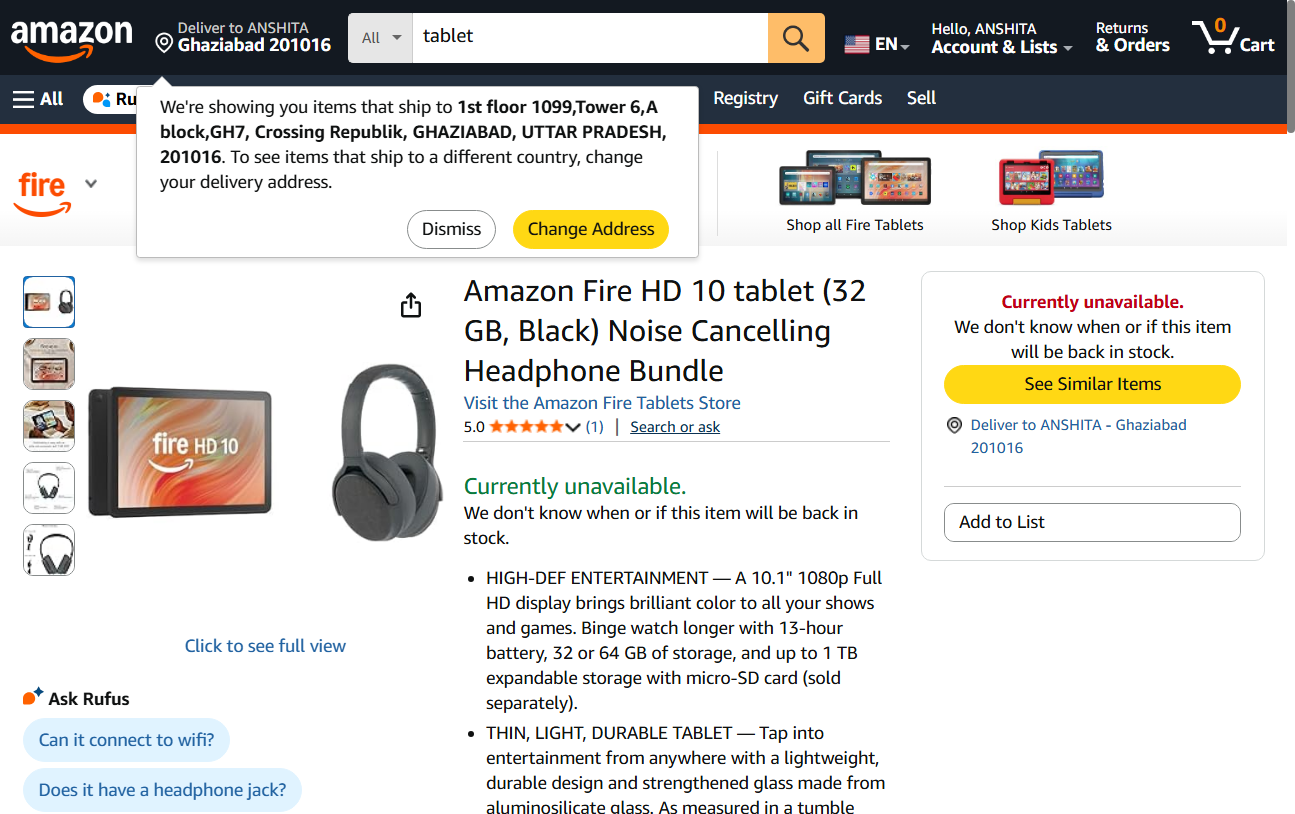 amazon
Deliver to ANSHITA
Ghaziabad 201016
All
tablet
EN
Hello, ANSHITA
Account & Lists
Returns
& Orders
0
Cart
All
Ru
Registry
Gift Cards
Sell
We're showing you items that ship to 1st floor 1099,Tower 6,A
block,GH7, Crossing Republik, GHAZIABAD, UTTAR PRADESH,
201016. To see items that ship to a different country, change
your delivery address.
Dismiss
Change Address
fire
Shop all Fire Tablets
Shop Kids Tablets
Amazon Fire HD 10 tablet (32
GB, Black) Noise Cancelling
Headphone Bundle
Visit the Amazon Fire Tablets Store
5.0
(1)
|
Search or ask
Currently unavailable.
We don't know when or if this item will be back in
stock.
HIGH-DEF ENTERTAINMENT — A 10.1" 1080p Full
HD display brings brilliant color to all your shows
and games. Binge watch longer with 13-hour
battery, 32 or 64 GB of storage, and up to 1 TB
expandable storage with micro-SD card (sold
separately).
THIN, LIGHT, DURABLE TABLET — Tap into
entertainment from anywhere with a lightweight,
durable design and strengthened glass made from
aluminosilicate glass. As measured in a tumble
Currently unavailable.
We don't know when or if this item
will be back in stock.
See Similar Items
Deliver to ANSHITA - Ghaziabad
201016
Add to List
fire HD 10
Click to see full view
Ask Rufus
Can it connect to wifi?
Does it have a headphone jack?